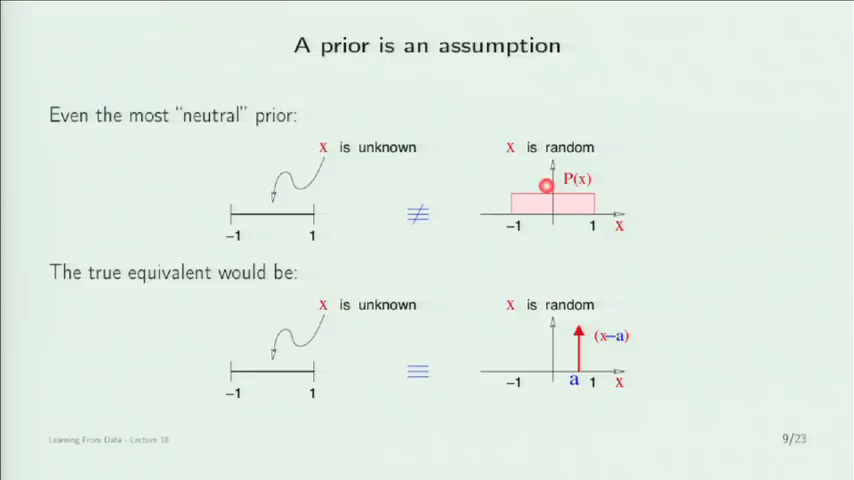 A prior is an assumption
Even the most “neutral” prior:
x is unknown
x is random
P(x)
−1 1
≢
−1 1 x
The true equivalent would be:
x is unknown
x is random
(x−a)
−1 1
≡
−1 a 1 x
Learning From Data - Lecture 18
9/23